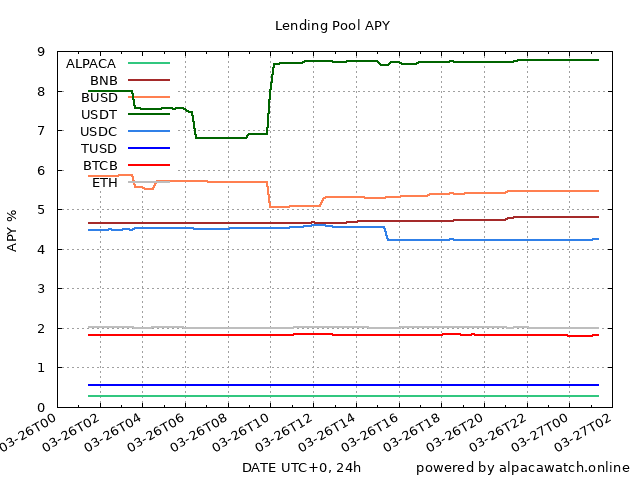 Lending Pool APY
APY %
9
8
7
6
5
4
3
2
1
0
ALPACA
BNB
BUSD
USDT
USDC
TUSD
BTCB
ETH
03-26T00
03-26T02
03-26T04
03-26T06
03-26T08
03-26T10
03-26T12
03-26T14
03-26T16
03-26T18
03-26T20
03-26T22
03-27T00
03-27T02
DATE UTC+0, 24h
powered by alpacawatch.online